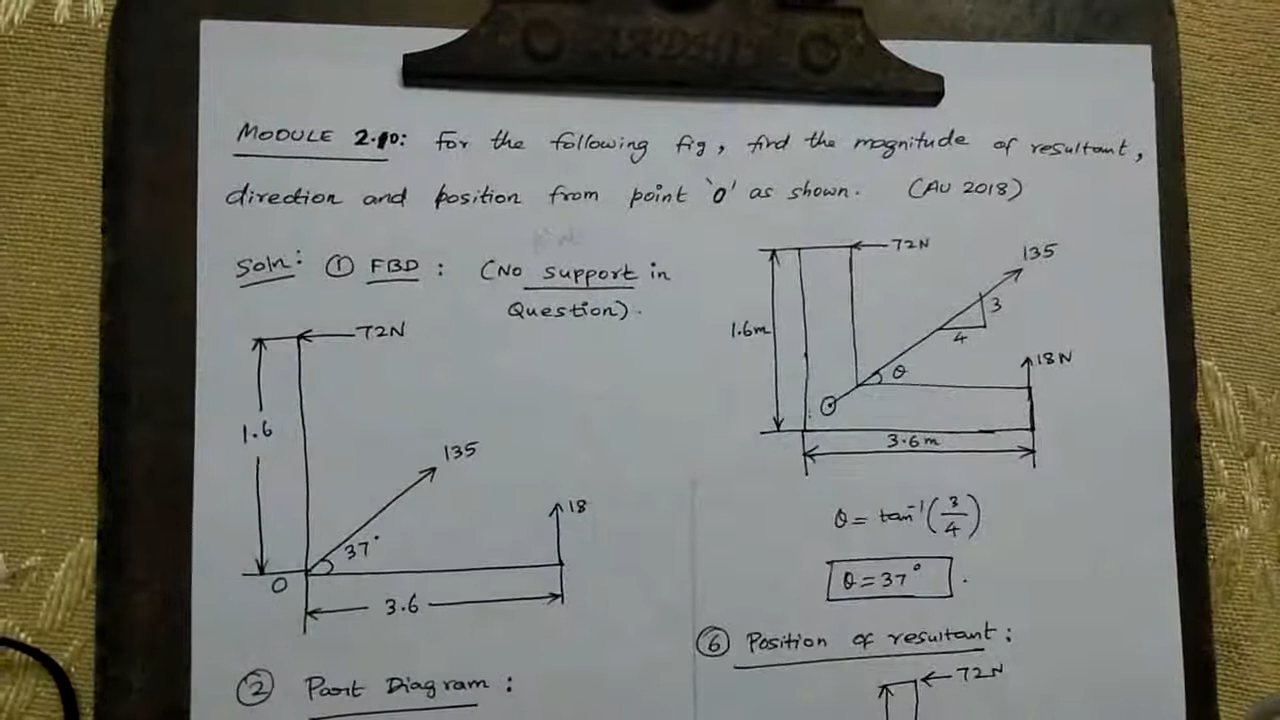 MODULE 2.10: For the following fig, find the magnitude of resultant,
direction and position from point 'O' as shown. (AU 2018)
Soln: ① FBD : (No support in
Question).
72N
1.6
135
37°
18
O
3.6
② Part Diagram :
72N
135
3
4
1.6m
θ
18N
O
3.6m
θ = tan⁻¹(3/4)
θ = 37°.
⑥ Position of resultant :
72N